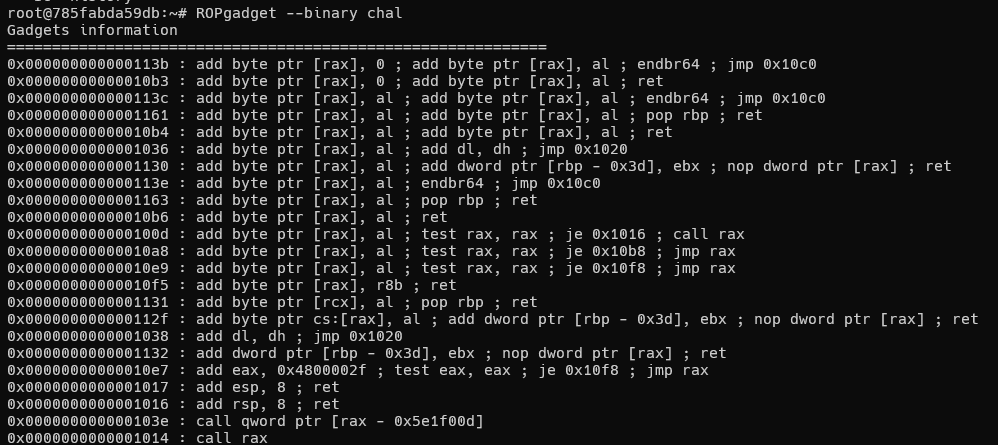 root@785fabda59db:~# ROPgadget --binary chal
Gadgets information
============================================================
0x000000000000113b : add byte ptr [rax], 0 ; add byte ptr [rax], al ; endbr64 ; jmp 0x10c0
0x00000000000010b3 : add byte ptr [rax], 0 ; add byte ptr [rax], al ; ret
0x000000000000113c : add byte ptr [rax], al ; add byte ptr [rax], al ; endbr64 ; jmp 0x10c0
0x0000000000001161 : add byte ptr [rax], al ; add byte ptr [rax], al ; pop rbp ; ret
0x00000000000010b4 : add byte ptr [rax], al ; add byte ptr [rax], al ; ret
0x0000000000001036 : add byte ptr [rax], al ; add dl, dh ; jmp 0x1020
0x0000000000001130 : add byte ptr [rax], al ; add dword ptr [rbp - 0x3d], ebx ; nop dword ptr [rax] ; ret
0x000000000000113e : add byte ptr [rax], al ; endbr64 ; jmp 0x10c0
0x0000000000001163 : add byte ptr [rax], al ; pop rbp ; ret
0x00000000000010b6 : add byte ptr [rax], al ; ret
0x000000000000100d : add byte ptr [rax], al ; test rax, rax ; je 0x1016 ; call rax
0x00000000000010a8 : add byte ptr [rax], al ; test rax, rax ; je 0x10b8 ; jmp rax
0x00000000000010e9 : add byte ptr [rax], al ; test rax, rax ; je 0x10f8 ; jmp rax
0x00000000000010f5 : add byte ptr [rax], r8b ; ret
0x0000000000001131 : add byte ptr [rcx], al ; pop rbp ; ret
0x000000000000112f : add byte ptr cs:[rax], al ; add dword ptr [rbp - 0x3d], ebx ; nop dword ptr [rax] ; ret
0x0000000000001038 : add dl, dh ; jmp 0x1020
0x0000000000001132 : add dword ptr [rbp - 0x3d], ebx ; nop dword ptr [rax] ; ret
0x00000000000010e7 : add eax, 0x4800002f ; test eax, eax ; je 0x10f8 ; jmp rax
0x0000000000001017 : add esp, 8 ; ret
0x0000000000001016 : add rsp, 8 ; ret
0x000000000000103e : call qword ptr [rax - 0x5e1f00d]
0x0000000000001014 : call rax